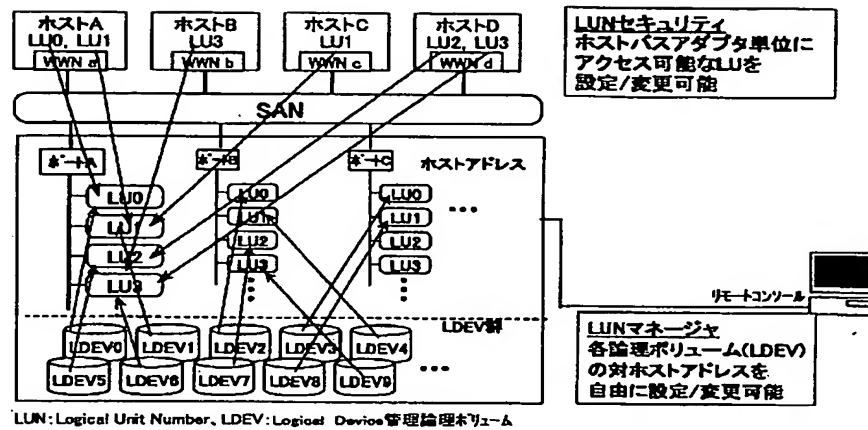 ホストA
LU0, LU1
WWN a
ホストB
LU3
WWN b
ホストC
LU1
WWN c
ホストD
LU2, LU3
WWN d
LUNセキュリティ
ホストバスアダプタ単位に
アクセス可能なLUを
設定/変更可能
SAN
ポートA
ポートB
ポートC
ホストアドレス
LU0
LU1
LU2
LU3
LU0
LU1
LU2
LU3
LU0
LU1
LU2
LU3
リモートコンソール
LDEV群
LDEV0
LDEV1
LDEV2
LDEV3
LDEV4
LDEV5
LDEV6
LDEV7
LDEV8
LDEV9
LUNマネージャ
各論理ボリューム(LDEV)
の対ホストアドレスを
自由に設定/変更可能
LUN:Logical Unit Number、LDEV:Logical Device管理論理ボリューム